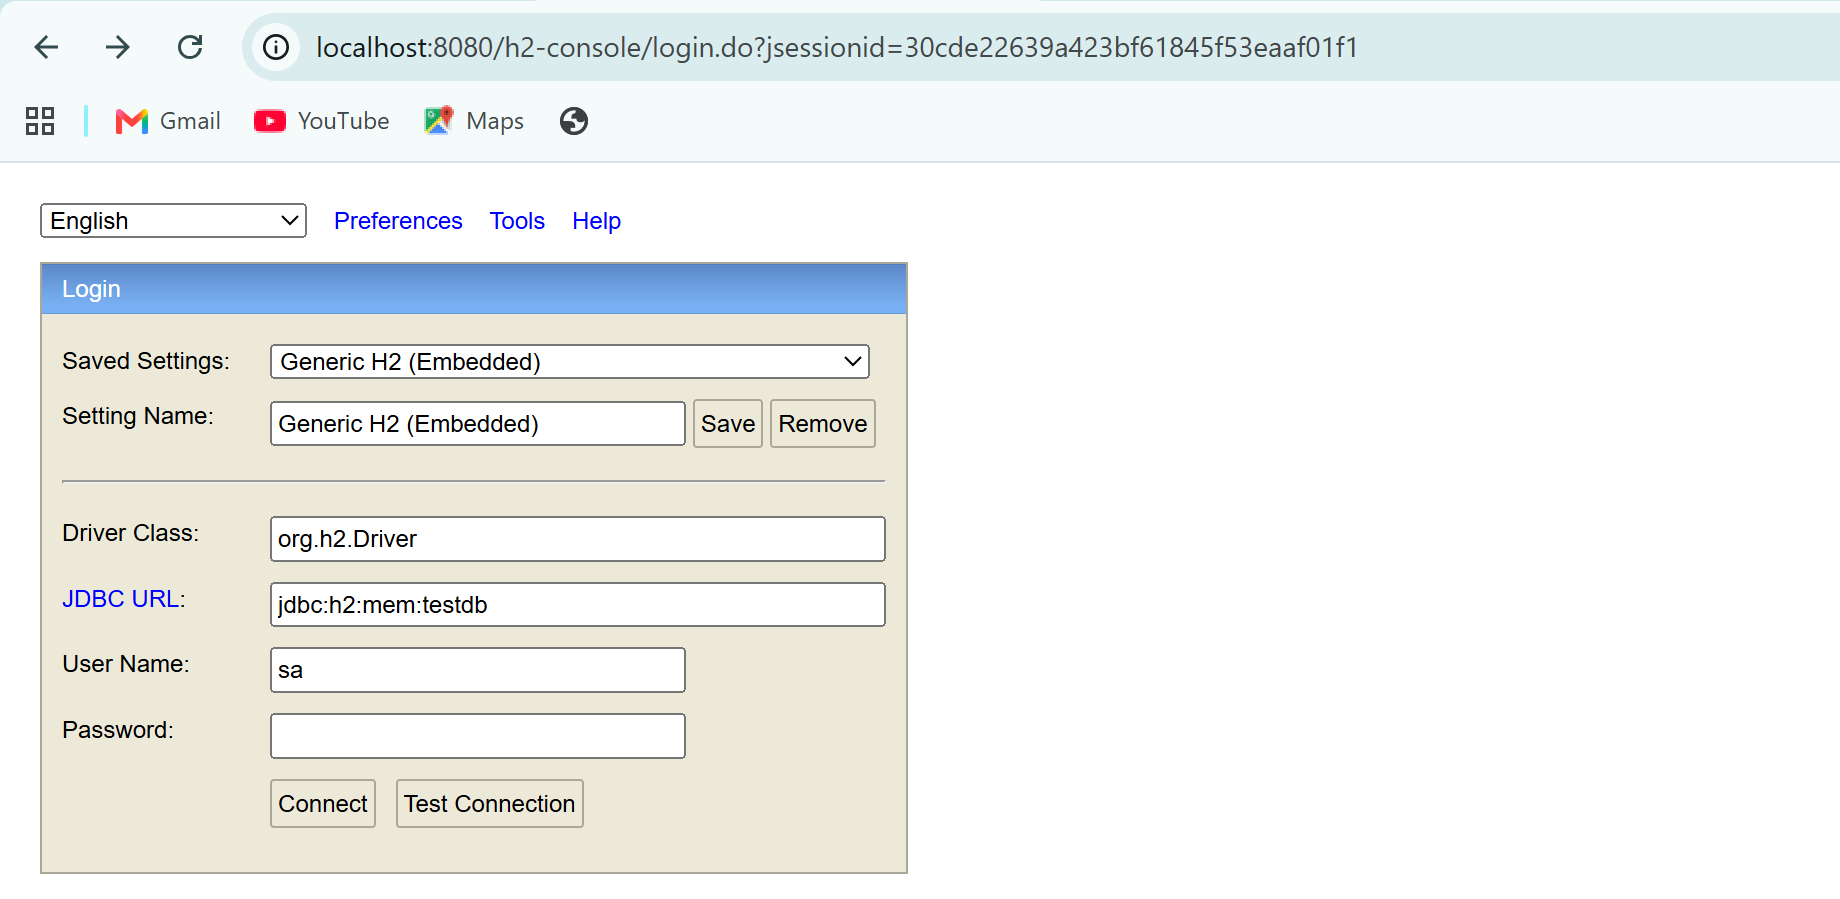 localhost:8080/h2-console/login.do?jsessionid=30cde22639a423bf61845f53eaaf01f1
Gmail YouTube Maps
English Preferences Tools Help
Login
Saved Settings: Generic H2 (Embedded)
Setting Name: Generic H2 (Embedded) Save Remove
Driver Class: org.h2.Driver
JDBC URL: jdbc:h2:mem:testdb
User Name: sa
Password:
Connect Test Connection